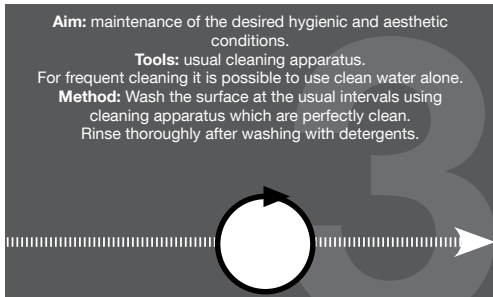 Aim: maintenance of the desired hygienic and aesthetic
conditions.
Tools: usual cleaning apparatus.
For frequent cleaning it is possible to use clean water alone.
Method: Wash the surface at the usual intervals using
cleaning apparatus which are perfectly clean.
Rinse thoroughly after washing with detergents.
3